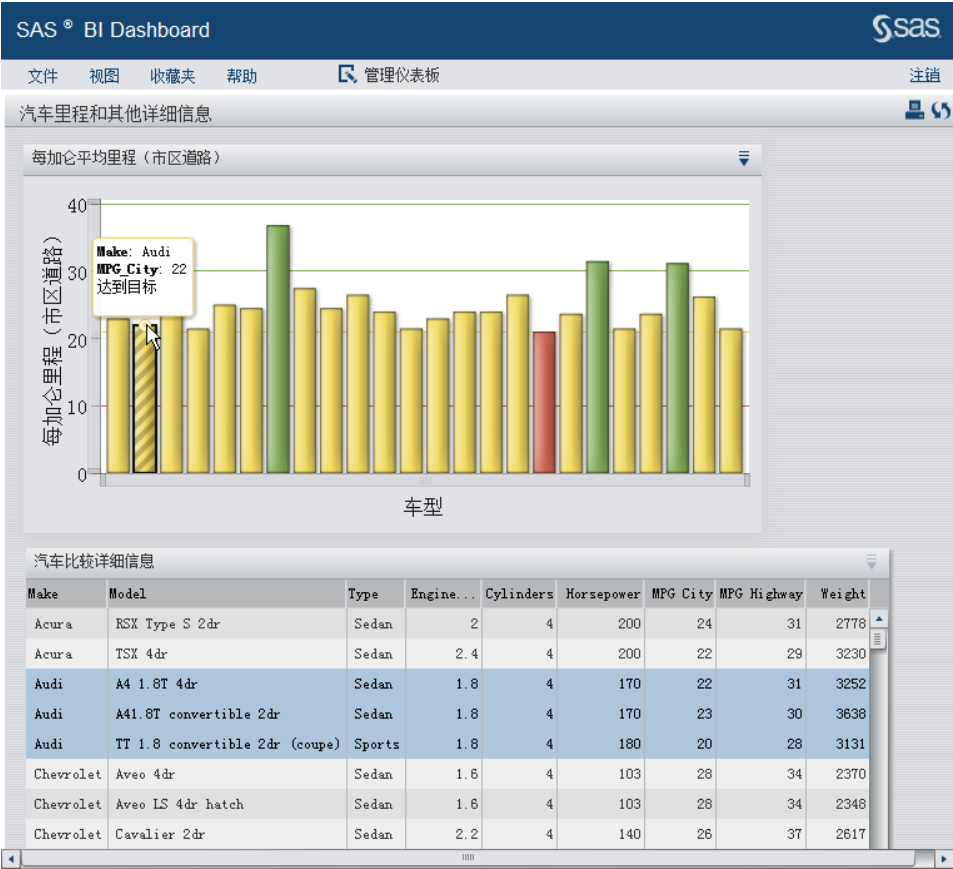 SAS ® BI Dashboard
sas
文件 视图 收藏夹 帮助 管理仪表板 注销
汽车里程和其他详细信息
每加仑平均里程（市区道路）
40
30
20
10
0
每加仑里程（市区道路）
Make: Audi
MPG_City: 22
达到目标
车型
汽车比较详细信息
Make Model Type Engine... Cylinders Horsepower MPG City MPG Highway Weight
Acura RSX Type S 2dr Sedan 2 4 200 24 31 2778
Acura TSX 4dr Sedan 2.4 4 200 22 29 3230
Audi A4 1.8T 4dr Sedan 1.8 4 170 22 31 3252
Audi A41.8T convertible 2dr Sedan 1.8 4 170 23 30 3638
Audi TT 1.8 convertible 2dr (coupe) Sports 1.8 4 180 20 28 3131
Chevrolet Aveo 4dr Sedan 1.6 4 103 28 34 2370
Chevrolet Aveo LS 4dr hatch Sedan 1.6 4 103 28 34 2348
Chevrolet Cavalier 2dr Sedan 2.2 4 140 26 37 2617